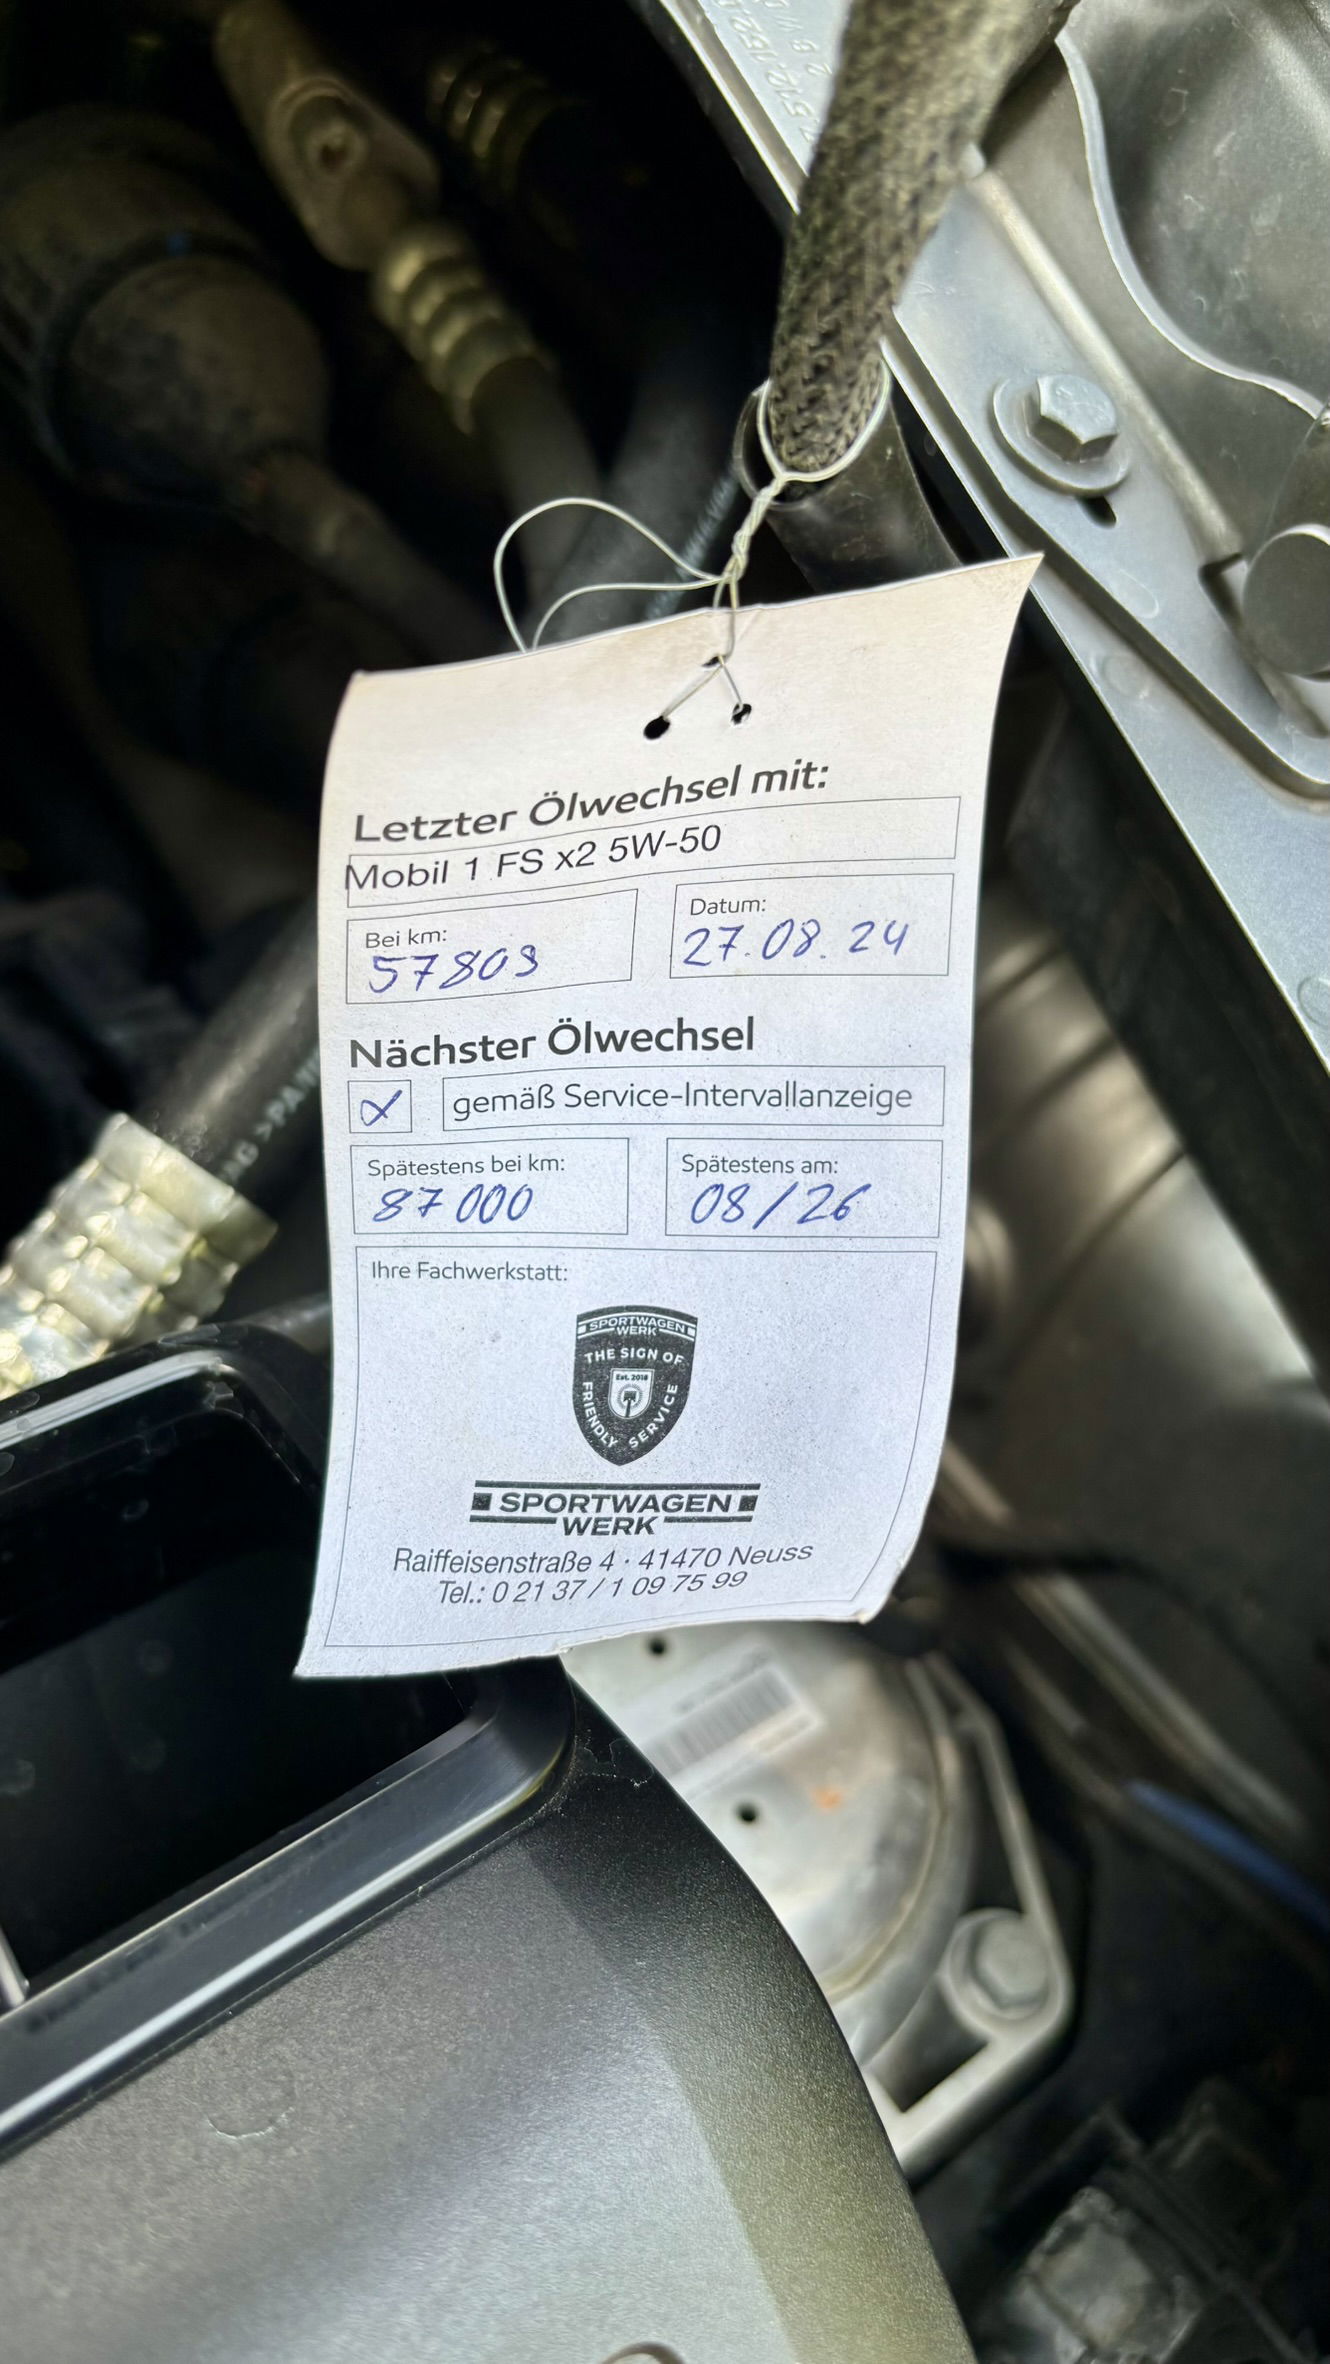 Letzter Ölwechsel mit:
Mobil 1 FS x2 5W-50
Bei km:
57809
Datum:
27.08.24
Nächster Ölwechsel
gemäß Service-Intervallanzeige
Spätestens bei km:
87000
Spätestens am:
08/26
Ihre Fachwerkstatt:
SPORTWAGEN
WERK
THE SIGN OF
Est. 2018
FRIENDLY SERVICE
SPORTWAGEN
WERK
Raiffeisenstraße 4 · 41470 Neuss
Tel.: 0 21 37 / 1 09 75 99